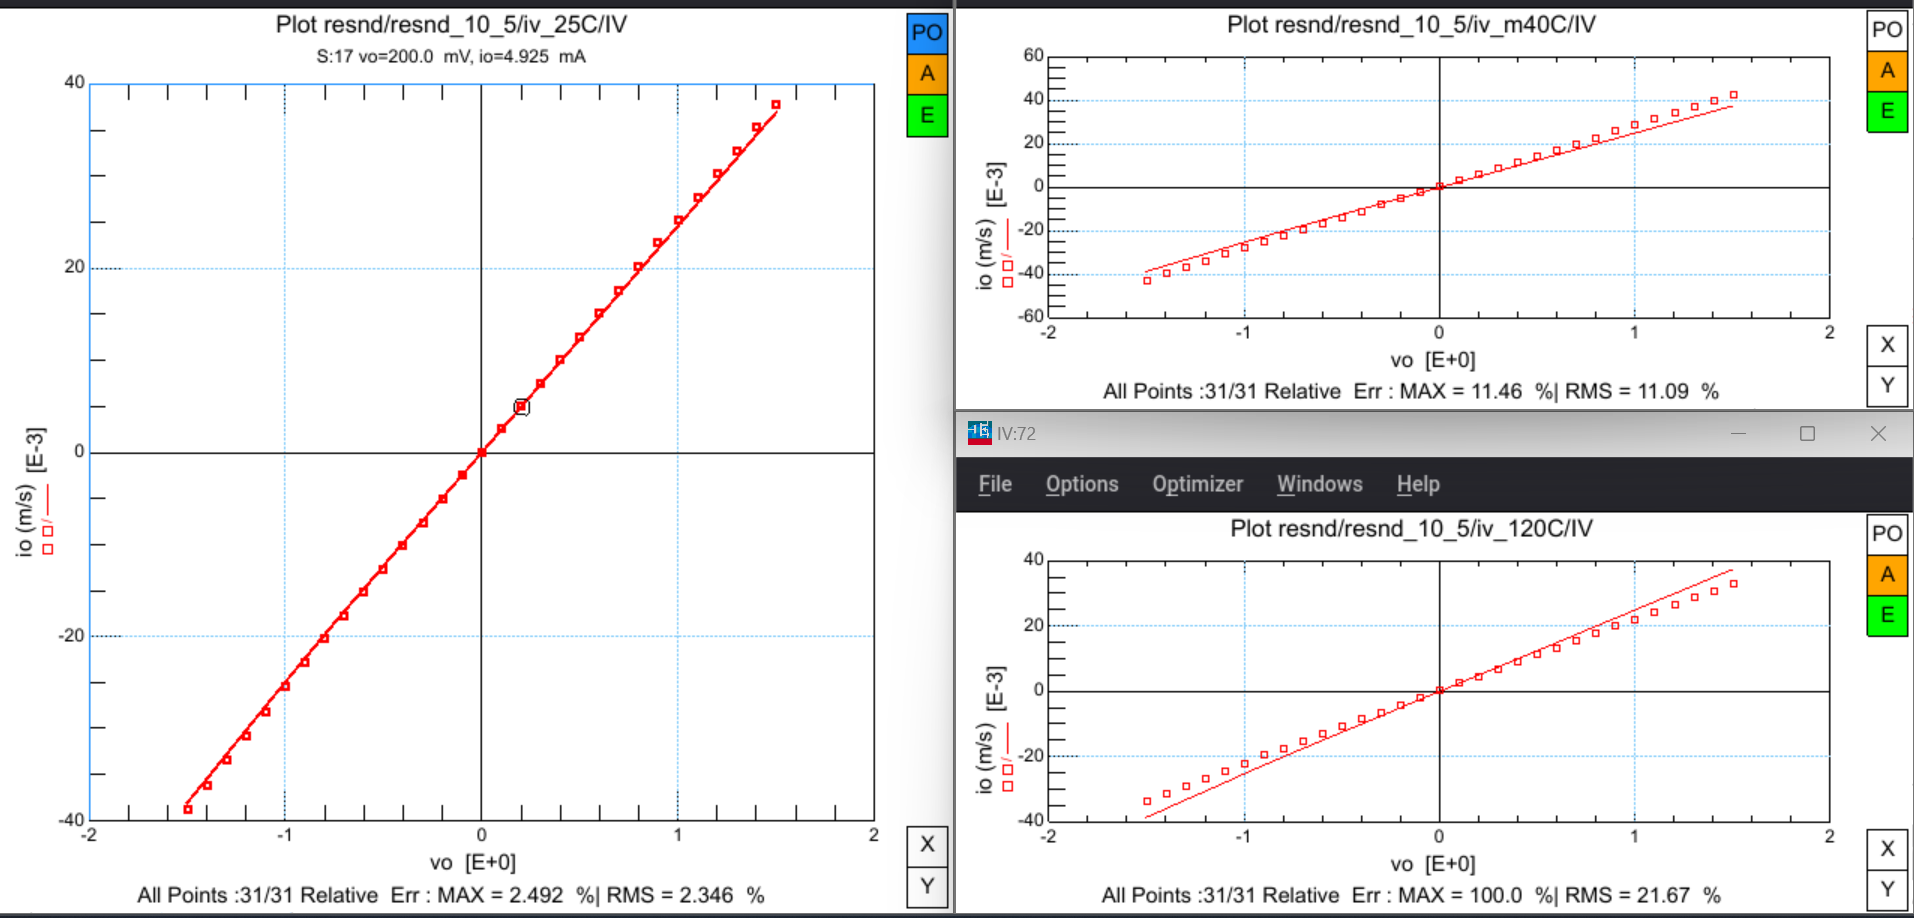 Plot resnd/resnd_10_5/iv_25C/IV
S:17 vo=200.0 mV, io=4.925 mA
PO
A
E
40
20
0
-20
-40
io (m/s) [E-3]
-2 -1 0 1 2
vo [E+0]
X
Y
All Points :31/31 Relative Err : MAX = 2.492 %| RMS = 2.346 %
Plot resnd/resnd_10_5/iv_m40C/IV
PO
A
E
60
40
20
0
-20
-40
-60
io (m/s) [E-3]
-2 -1 0 1 2
vo [E+0]
X
Y
All Points :31/31 Relative Err : MAX = 11.46 %| RMS = 11.09 %
IV:72
File Options Optimizer Windows Help
Plot resnd/resnd_10_5/iv_120C/IV
PO
A
E
40
20
0
-20
-40
io (m/s) [E-3]
-2 -1 0 1 2
vo [E+0]
X
Y
All Points :31/31 Relative Err : MAX = 100.0 %| RMS = 21.67 %